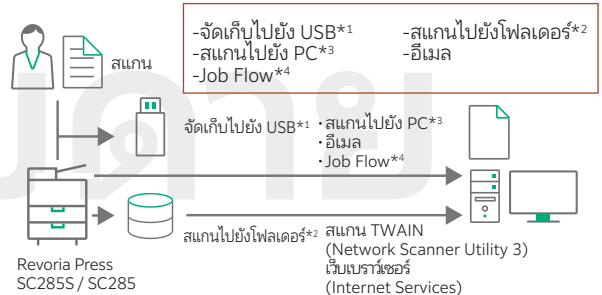 -จัดเก็บไปยัง USB*1 -สแกนไปยังโฟลเดอร์*2
-สแกนไปยัง PC*3 -อีเมล
-Job Flow*4
สแกน
จัดเก็บไปยัง USB*1
·สแกนไปยัง PC*3
·อีเมล
·Job Flow*4
สแกนไปยังโฟลเดอร์*2
สแกน TWAIN
(Network Scanner Utility 3)
เว็บเบราว์เซอร์
(Internet Services)
Revoria Press
SC285S / SC285